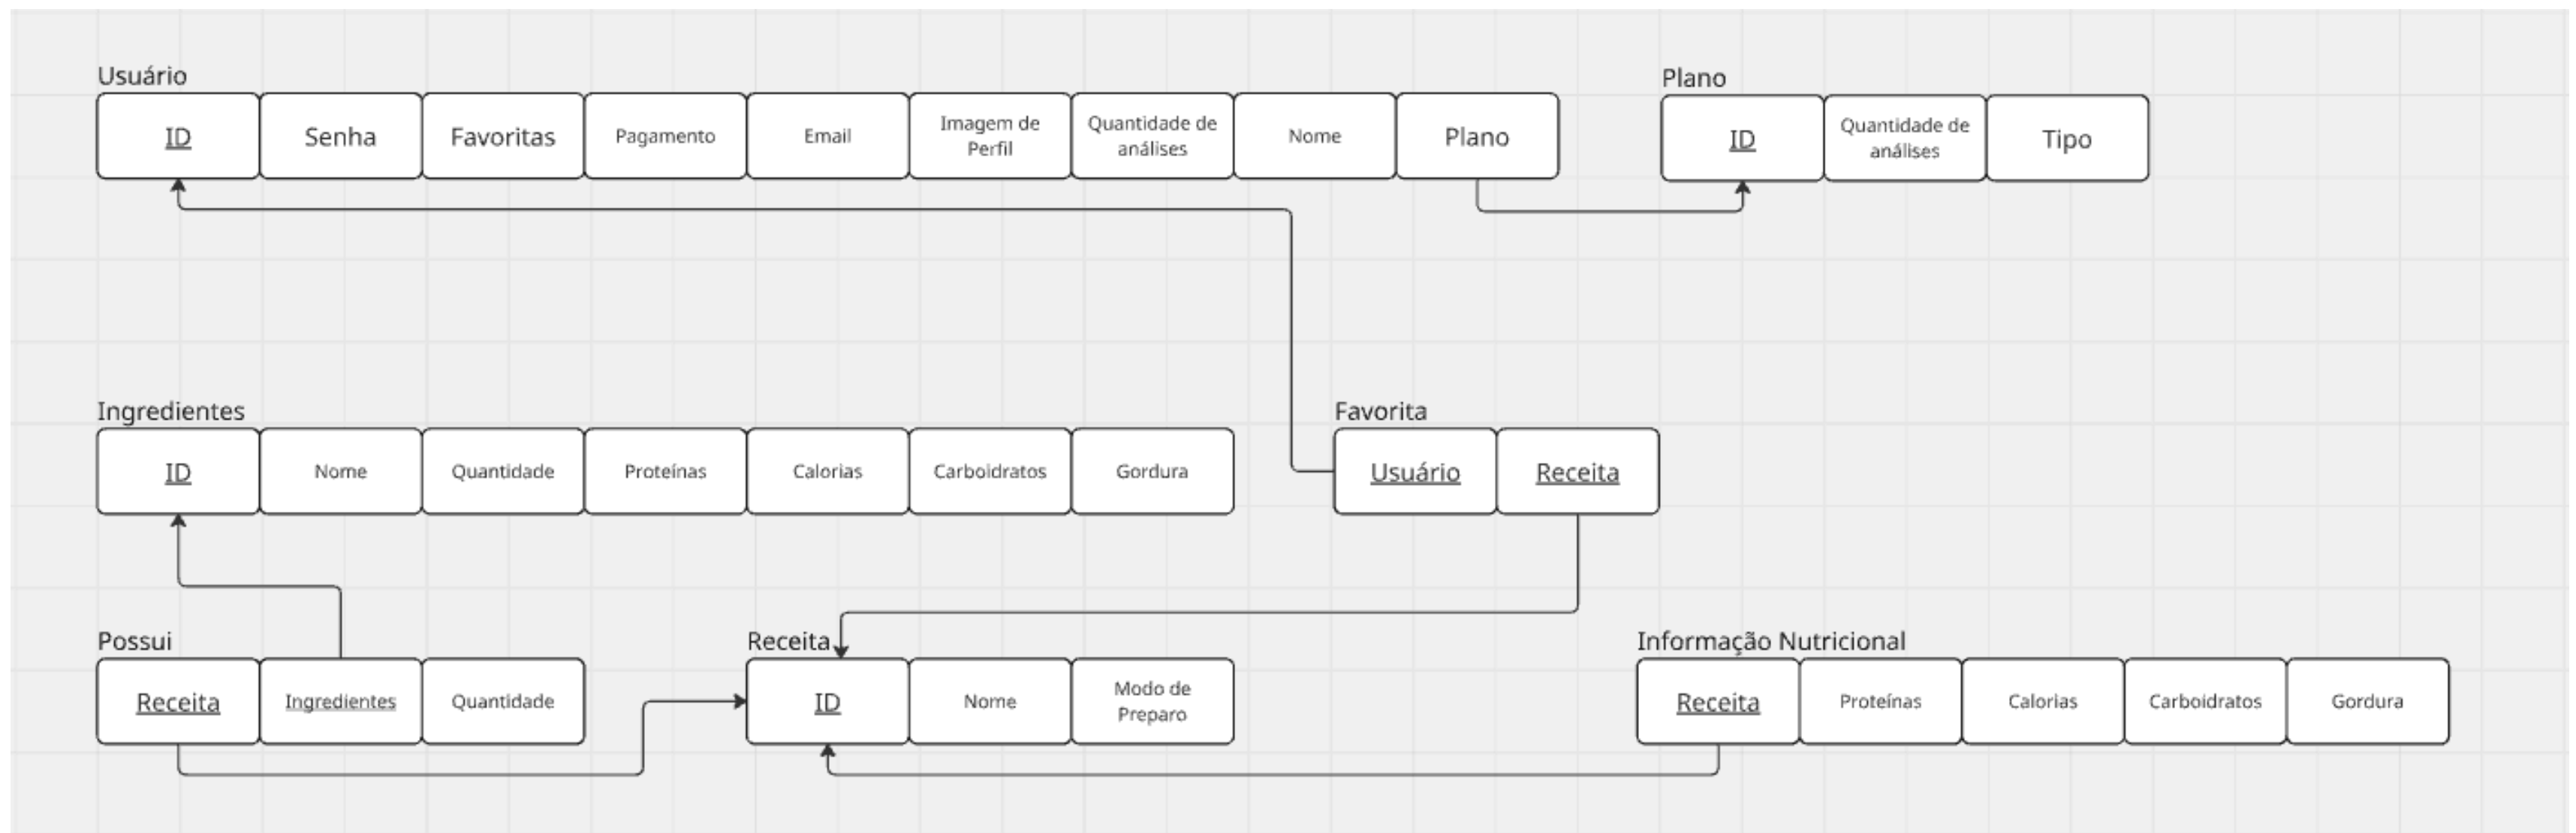 Usuário
ID
Senha
Favoritas
Pagamento
Email
Imagem de
Perfil
Quantidade de
análises
Nome
Plano
Plano
ID
Quantidade de
análises
Tipo
Ingredientes
ID
Nome
Quantidade
Proteínas
Calorias
Carboidratos
Gordura
Favorita
Usuário
Receita
Possui
Receita
Ingredientes
Quantidade
Receita
ID
Nome
Modo de
Preparo
Informação Nutricional
Receita
Proteínas
Calorias
Carboidratos
Gordura